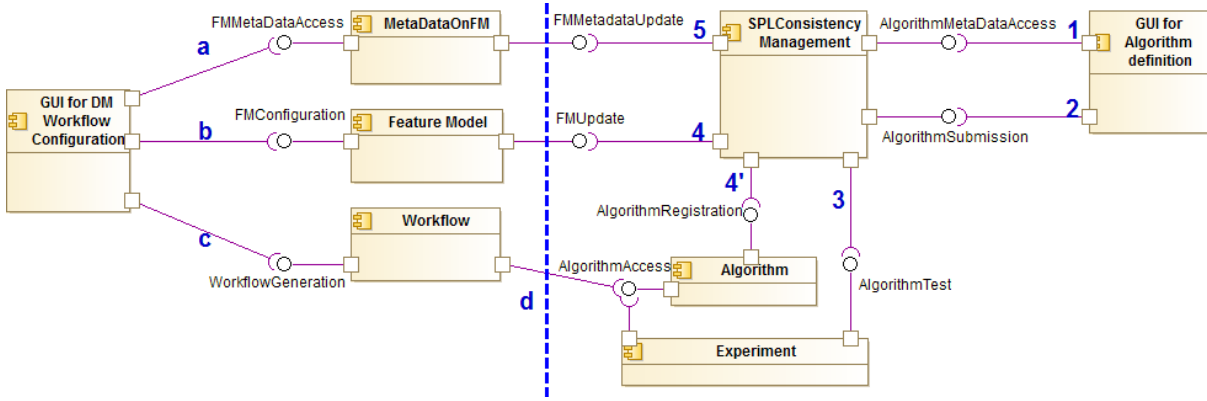 FMMetaDataAccess
MetaDataOnFM
FMMetadataUpdate
SPLConsistency
Management
AlgorithmMetaDataAccess
GUI for
Algorithm
definition
a
5
1
GUI for DM
Workflow
Configuration
FMConfiguration
b
Feature Model
FMUpdate
4
2
AlgorithmSubmission
4'
3
c
WorkflowGeneration
Workflow
AlgorithmRegistration
AlgorithmAccess
d
Algorithm
AlgorithmTest
Experiment